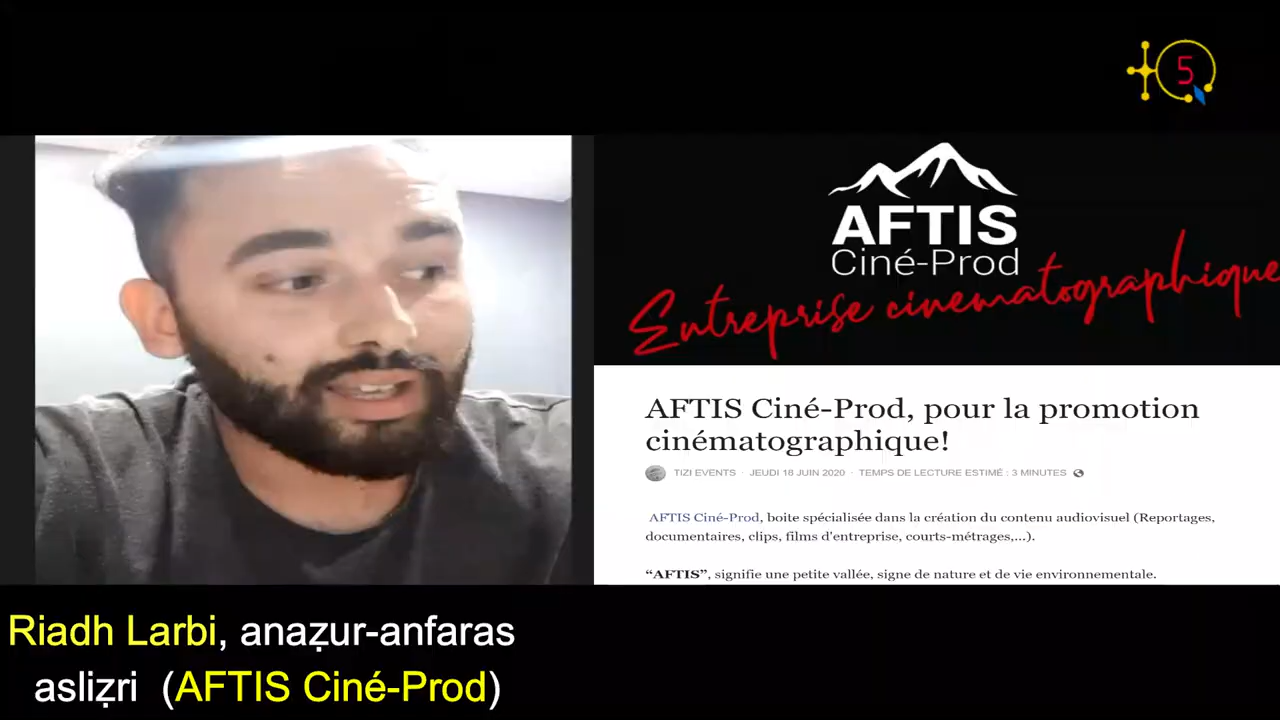 5
AFTIS
Ciné-Prod
Entreprise cinematographique
AFTIS Ciné-Prod, pour la promotion
cinématographique!
TIZI EVENTS · JEUDI 18 JUIN 2020 · TEMPS DE LECTURE ESTIMÉ : 3 MINUTES
AFTIS Ciné-Prod, boite spécialisée dans la création du contenu audiovisuel (Reportages,
documentaires, clips, films d'entreprise, courts-métrages,...).
“AFTIS”, signifie une petite vallée, signe de nature et de vie environnementale.
Riadh Larbi, anaẓur-anfaras
asliẓri (AFTIS Ciné-Prod)